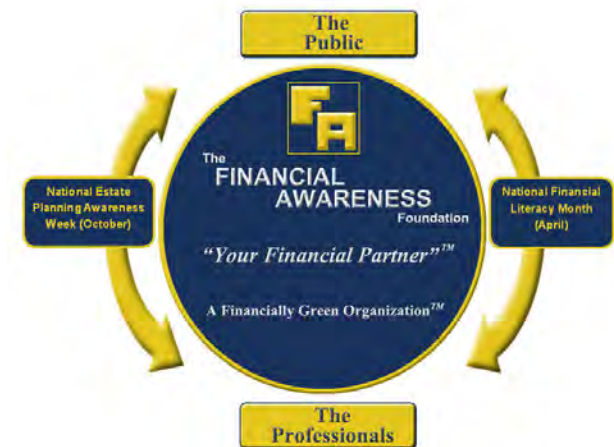 The
Public
FA
The
FINANCIAL
AWARENESS
Foundation
National Estate
Planning Awareness
Week (October)
National Financial
Literacy Month
(April)
“Your Financial Partner”™
A Financially Green Organization™
The
Professionals